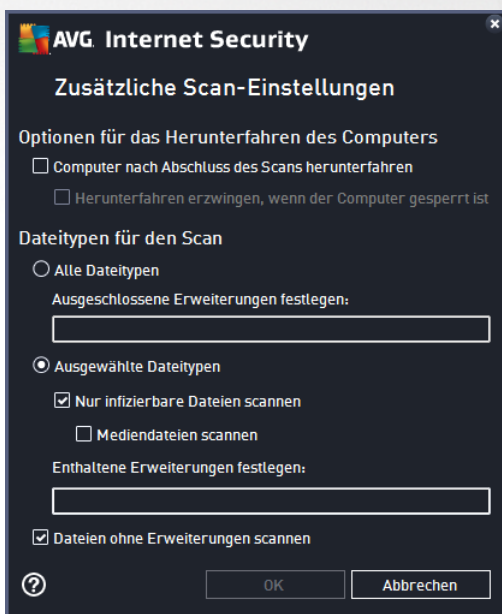 AVG. Internet Security
Zusätzliche Scan-Einstellungen
Optionen für das Herunterfahren des Computers
Computer nach Abschluss des Scans herunterfahren
Herunterfahren erzwingen, wenn der Computer gesperrt ist
Dateitypen für den Scan
Alle Dateitypen
Ausgeschlossene Erweiterungen festlegen:
Ausgewählte Dateitypen
Nur infizierbare Dateien scannen
Mediendateien scannen
Enthaltene Erweiterungen festlegen:
Dateien ohne Erweiterungen scannen
?
OK
Abbrechen